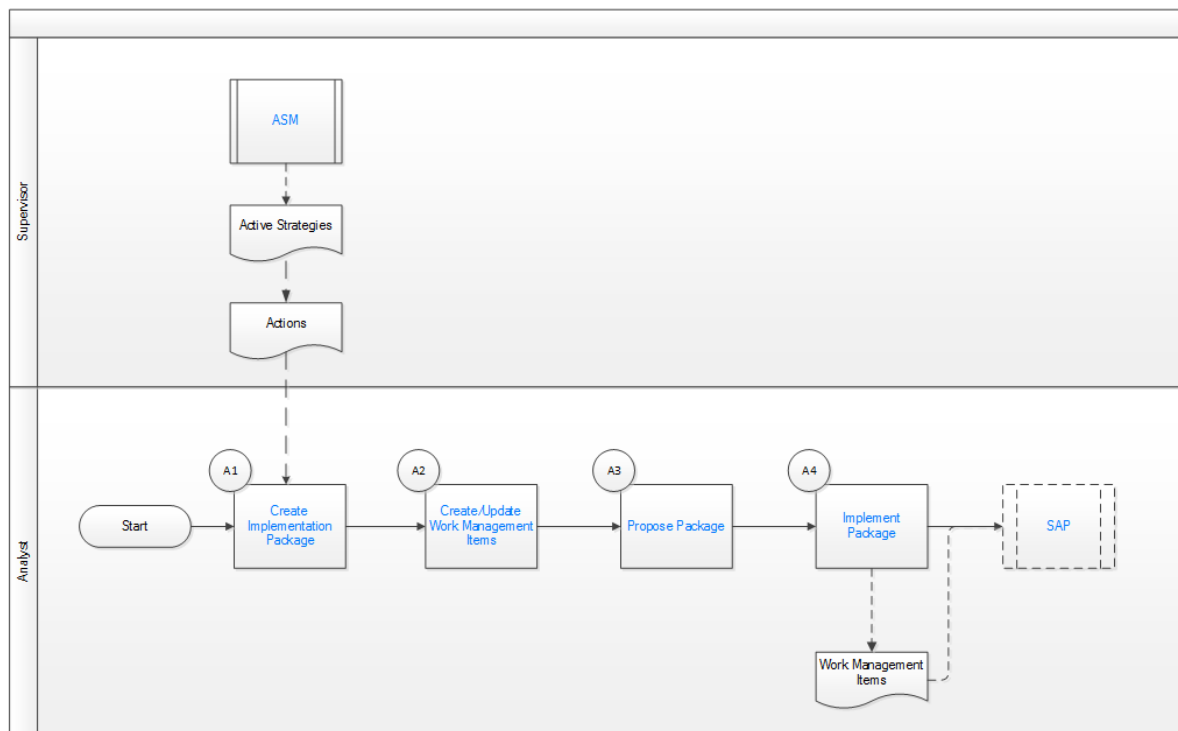 Supervisor
ASM
Active Strategies
Actions
Analyst
Start
A1
Create
Implementation
Package
A2
Create/Update
Work Management
Items
A3
Propose Package
A4
Implement
Package
SAP
Work Management
Items